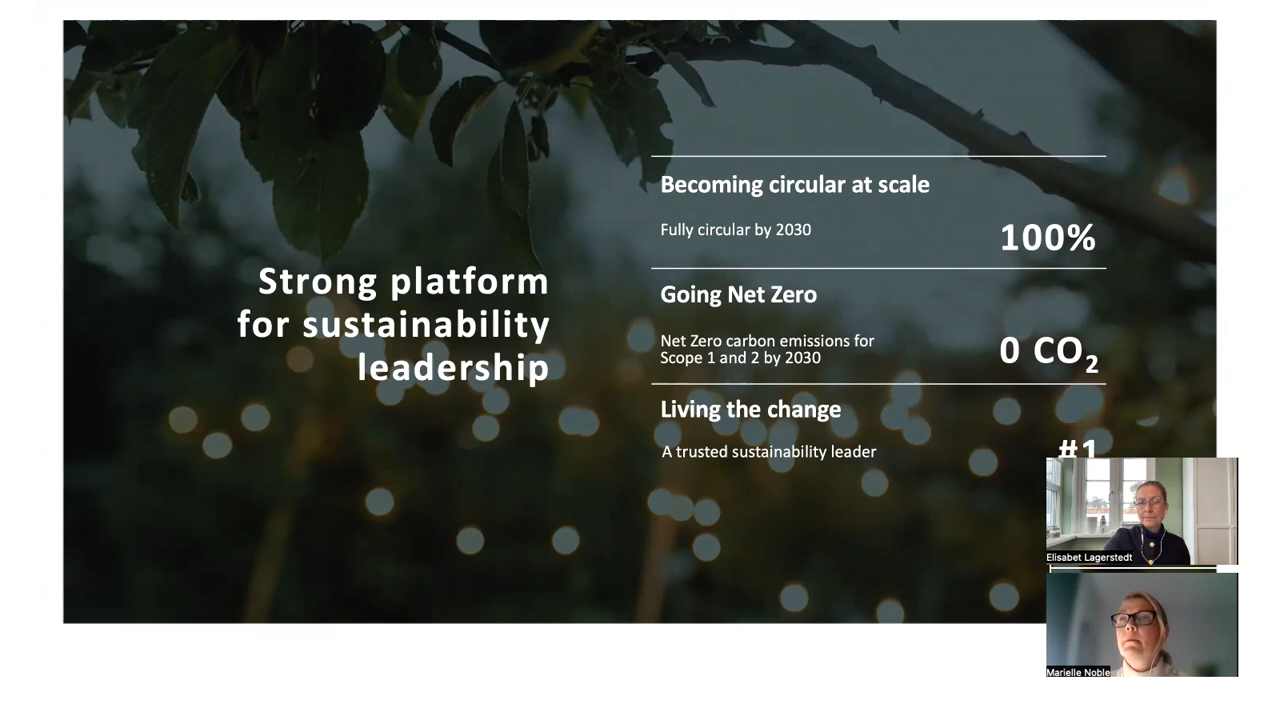 Strong platform
for sustainability
leadership
Becoming circular at scale
Fully circular by 2030
100%
Going Net Zero
Net Zero carbon emissions for
Scope 1 and 2 by 2030
0 CO₂
Living the change
A trusted sustainability leader
#1
Elisabet Lagerstedt
Marielle Noble